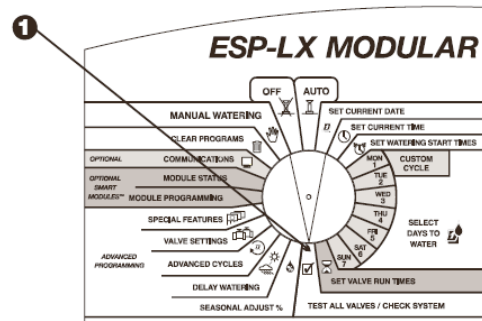 1
ESP-LX MODULAR
OFF
AUTO
MANUAL WATERING
SET CURRENT DATE
CLEAR PROGRAMS
SET CURRENT TIME
SET WATERING START TIMES
OPTIONAL
COMMUNICATIONS
MON
1
CUSTOM
CYCLE
OPTIONAL
SMART
MODULES™
MODULE STATUS
TUE
2
MODULE PROGRAMMING
WED
3
SPECIAL FEATURES
THU
4
SELECT
DAYS TO
WATER
VALVE SETTINGS
FRI
5
ADVANCED
PROGRAMMING
ADVANCED CYCLES
SAT
6
SUN
7
DELAY WATERING
SET VALVE RUN TIMES
SEASONAL ADJUST %
TEST ALL VALVES / CHECK SYSTEM